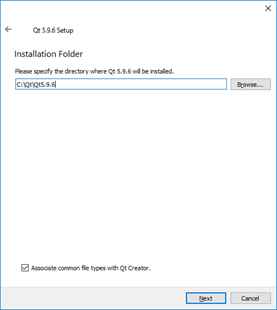 Qt 5.9.6 Setup
Installation Folder
Please specify the directory where Qt 5.9.6 will be installed.
C:\Qt\Qt5.9.6
Browse...
Associate common file types with Qt Creator.
Next
Cancel